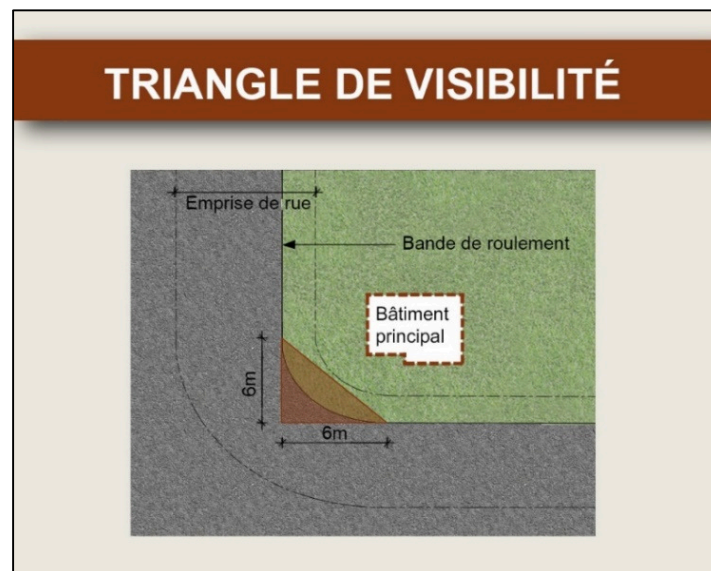 TRIANGLE DE VISIBILITÉ
Emprise de rue
Bande de roulement
Bâtiment
principal
6m
6m